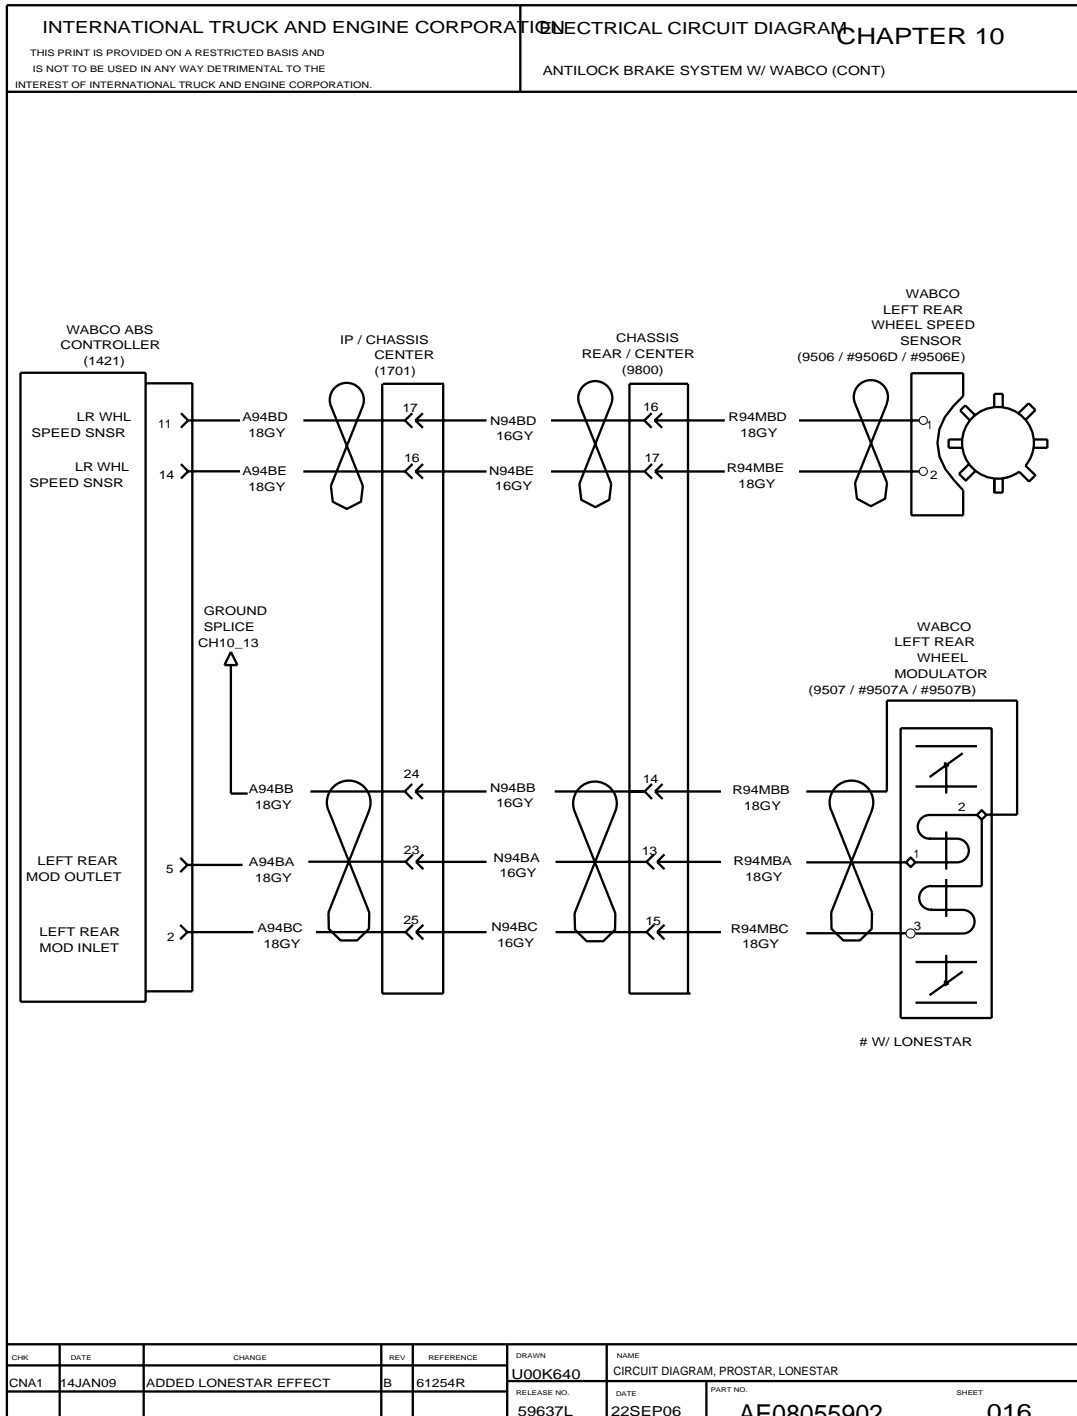 INTERNATIONAL TRUCK AND ENGINE CORPORATION
THIS PRINT IS PROVIDED ON A RESTRICTED BASIS AND
IS NOT TO BE USED IN ANY WAY DETRIMENTAL TO THE
INTEREST OF INTERNATIONAL TRUCK AND ENGINE CORPORATION.
ELECTRICAL CIRCUIT DIAGRAM
CHAPTER 10
ANTILOCK BRAKE SYSTEM W/ WABCO (CONT)
WABCO ABS
CONTROLLER
(1421)
IP / CHASSIS
CENTER
(1701)
CHASSIS
REAR / CENTER
(9800)
WABCO
LEFT REAR
WHEEL SPEED
SENSOR
(9506 / #9506D / #9506E)
LR WHL
SPEED SNSR
11
A94BD
18GY
17
N94BD
16GY
16
R94MBD
18GY
1
LR WHL
SPEED SNSR
14
A94BE
18GY
16
N94BE
16GY
17
R94MBE
18GY
2
GROUND
SPLICE
CH10_13
WABCO
LEFT REAR
WHEEL
MODULATOR
(9507 / #9507A / #9507B)
A94BB
18GY
24
N94BB
16GY
14
R94MBB
18GY
2
LEFT REAR
MOD OUTLET
5
A94BA
18GY
23
N94BA
16GY
13
R94MBA
18GY
1
LEFT REAR
MOD INLET
2
A94BC
18GY
25
N94BC
16GY
15
R94MBC
18GY
3
# W/ LONESTAR
CHK DATE CHANGE REV REFERENCE
CNA1 14JAN09 ADDED LONESTAR EFFECT B 61254R
DRAWN
U00K640
NAME
CIRCUIT DIAGRAM, PROSTAR, LONESTAR
RELEASE NO.
59637L
DATE
22SEP06
PART NO.
AE08055902
SHEET
016